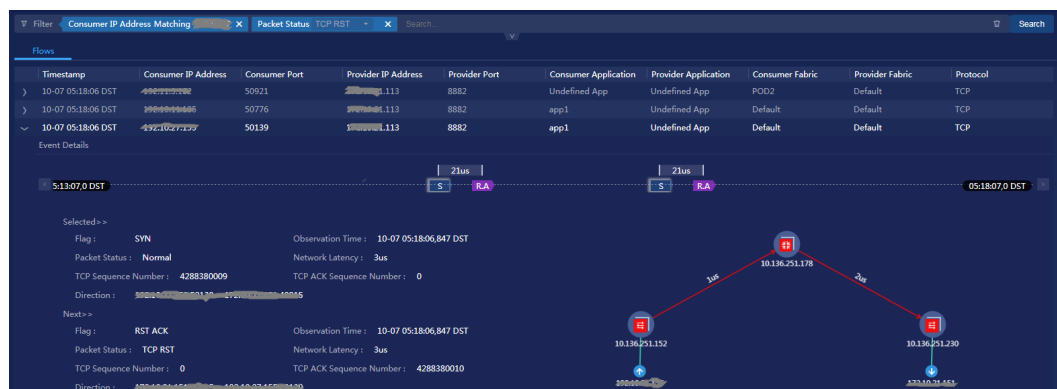 Filter Consumer IP Address Matching × Packet Status TCP RST × Search... Search
Flows
Timestamp Consumer IP Address Consumer Port Provider IP Address Provider Port Consumer Application Provider Application Consumer Fabric Provider Fabric Protocol
10-07 05:18:06 DST 50921 .113 8882 Undefined App Undefined App POD2 Default TCP
10-07 05:18:06 DST 50776 .113 8882 app1 Undefined App Default Default TCP
10-07 05:18:06 DST 50139 .113 8882 app1 Undefined App Default Default TCP
Event Details
21us 21us
5:13:07,0 DST S R.A S R.A 05:18:07,0 DST
Selected>>
Flag : SYN Observation Time : 10-07 05:18:06,847 DST
Packet Status : Normal Network Latency : 3us
TCP Sequence Number : 4288380009 TCP ACK Sequence Number : 0
Direction :
Next>>
Flag : RST ACK Observation Time : 10-07 05:18:06,847 DST
Packet Status : TCP RST Network Latency : 3us
TCP Sequence Number : 0 TCP ACK Sequence Number : 4288380010
Direction :
10.136.251.178
1us 2us
10.136.251.152 10.136.251.230